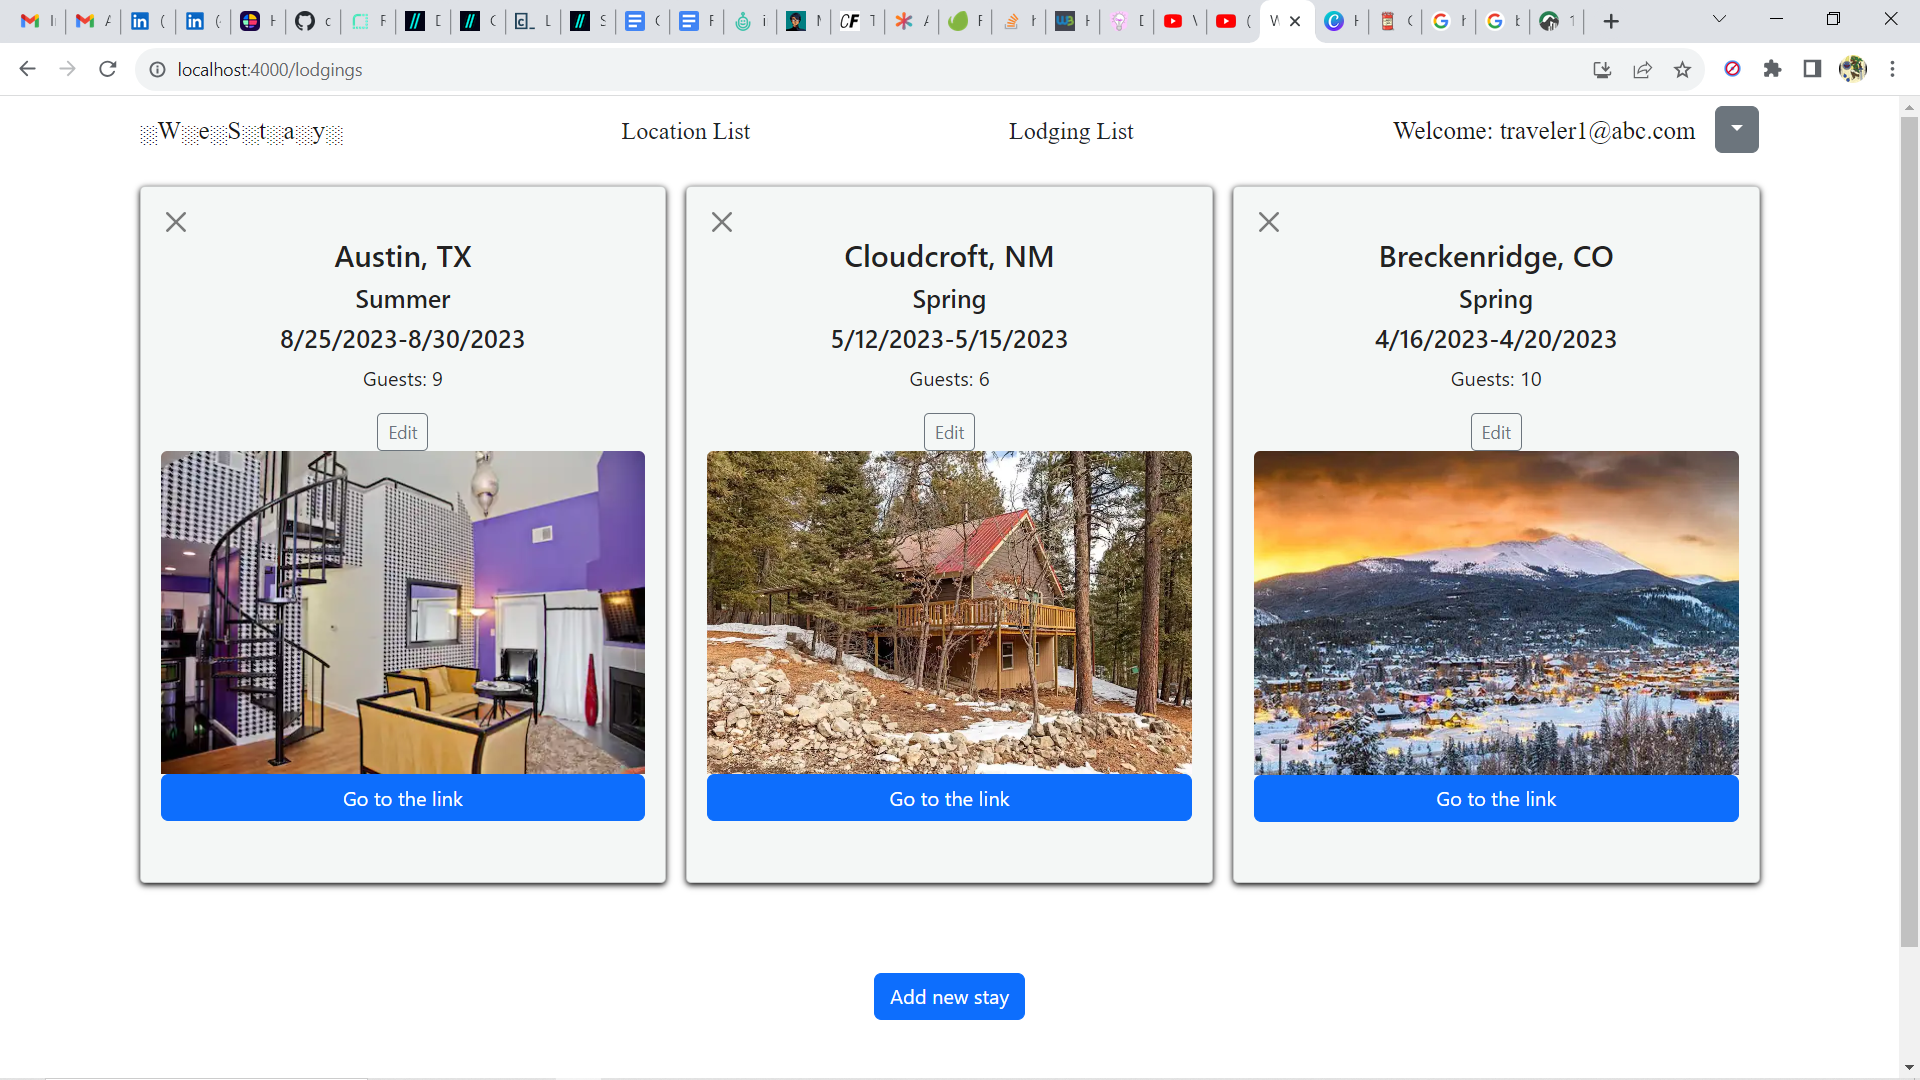 localhost:4000/lodgings
░W░e░S░t░a░y░
Location List
Lodging List
Welcome: traveler1@abc.com
Austin, TX
Summer
8/25/2023-8/30/2023
Guests: 9
Edit
Go to the link
Cloudcroft, NM
Spring
5/12/2023-5/15/2023
Guests: 6
Edit
Go to the link
Breckenridge, CO
Spring
4/16/2023-4/20/2023
Guests: 10
Edit
Go to the link
Add new stay